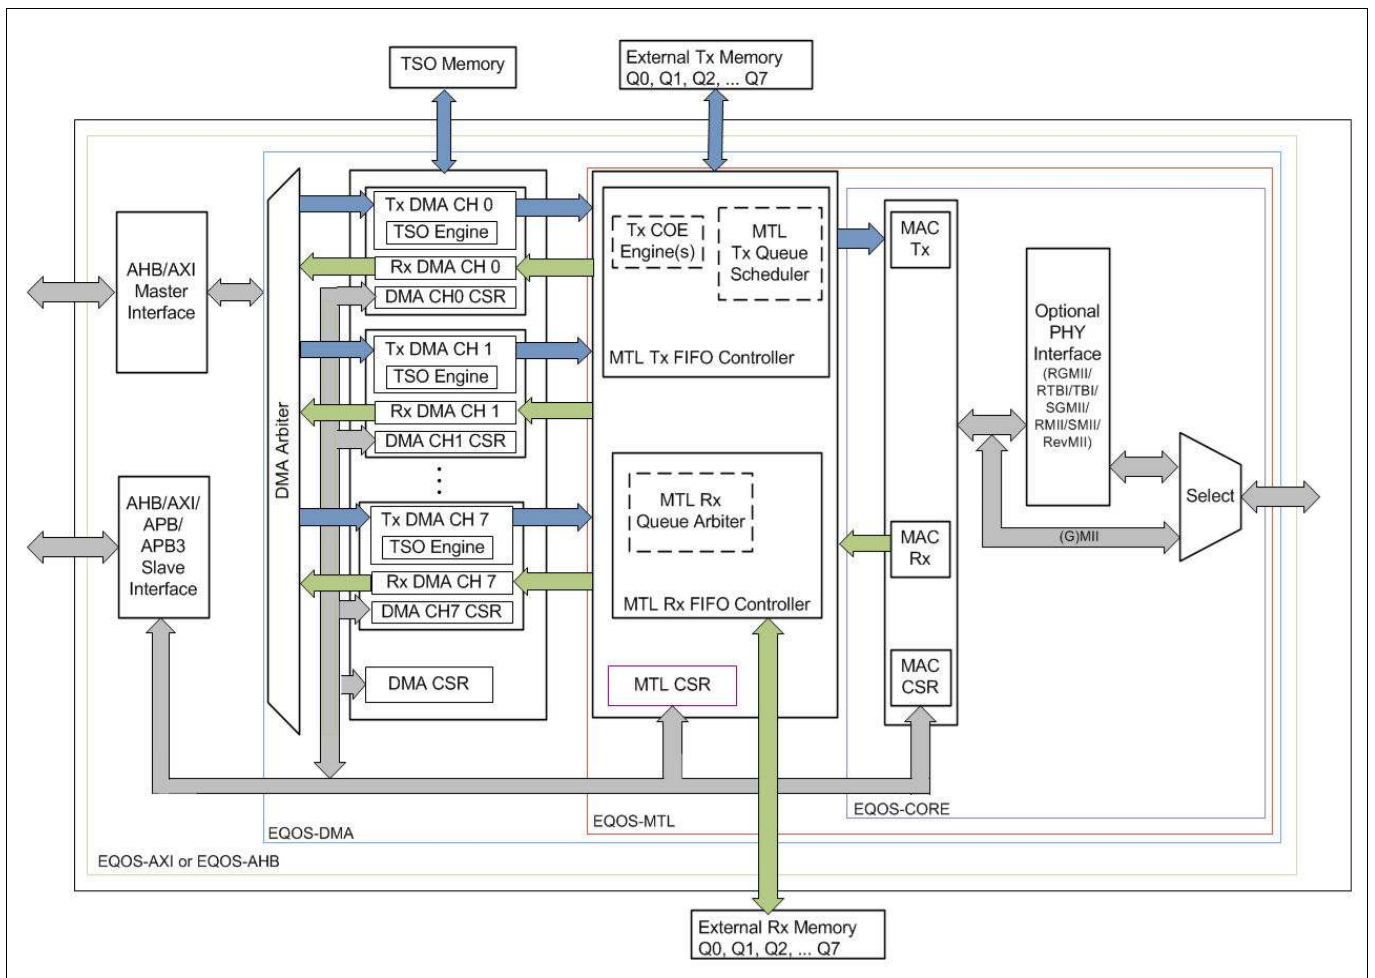 TSO Memory
External Tx Memory
Q0, Q1, Q2, ... Q7
AHB/AXI
Master
Interface
AHB/AXI/
APB/
APB3
Slave
Interface
DMA Arbiter
Tx DMA CH 0
TSO Engine
Rx DMA CH 0
DMA CH0 CSR
Tx DMA CH 1
TSO Engine
Rx DMA CH 1
DMA CH1 CSR
Tx DMA CH 7
TSO Engine
Rx DMA CH 7
DMA CH7 CSR
DMA CSR
Tx COE
Engine(s)
MTL
Tx Queue
Scheduler
MTL Tx FIFO Controller
MTL Rx
Queue Arbiter
MTL Rx FIFO Controller
MTL CSR
MAC
Tx
MAC
Rx
MAC
CSR
Optional
PHY
Interface
(RGMII/
RTBI/TBI/
SGMII/
RMII/SMII/
RevMII)
(G)MII
Select
EQOS-CORE
EQOS-MTL
EQOS-DMA
EQOS-AXI or EQOS-AHB
External Rx Memory
Q0, Q1, Q2, ... Q7